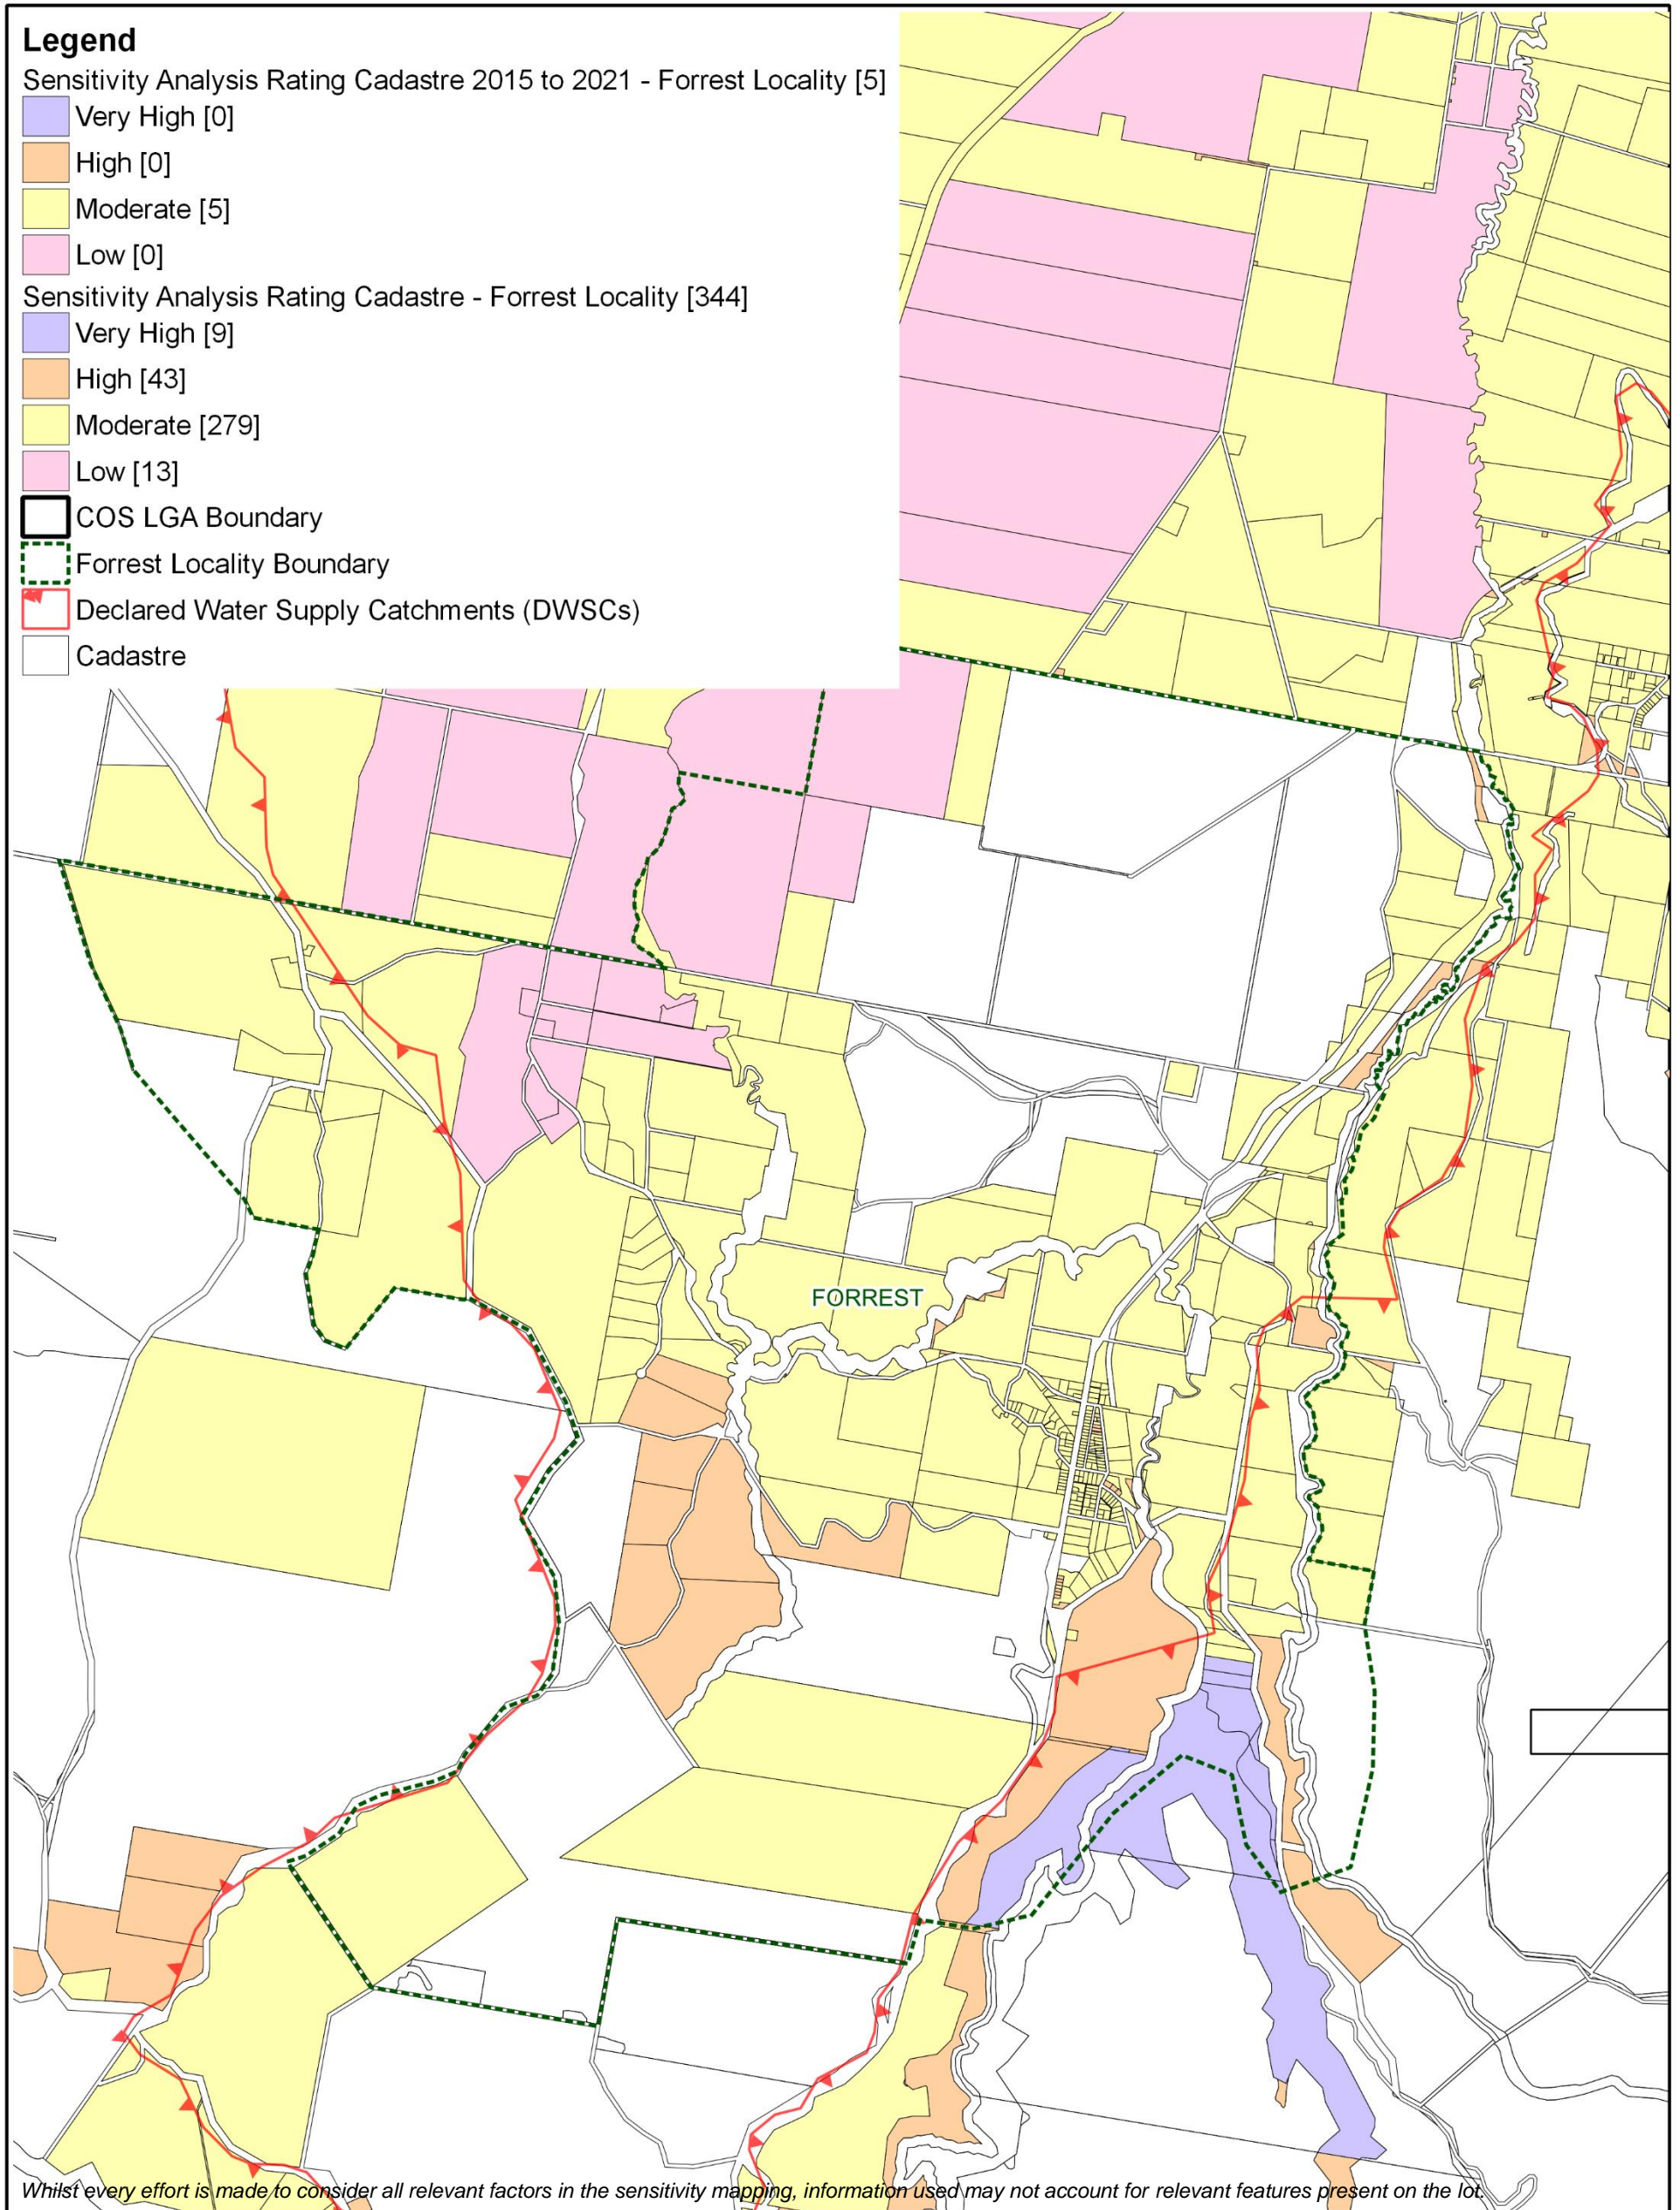 Legend
Sensitivity Analysis Rating Cadastre 2015 to 2021 - Forrest Locality [5]
Very High [0]
High [0]
Moderate [5]
Low [0]
Sensitivity Analysis Rating Cadastre - Forrest Locality [344]
Very High [9]
High [43]
Moderate [279]
Low [13]
COS LGA Boundary
Forrest Locality Boundary
Declared Water Supply Catchments (DWSCs)
Cadastre
FORREST
Whilst every effort is made to consider all relevant factors in the sensitivity mapping, information used may not account for relevant features present on the lot.